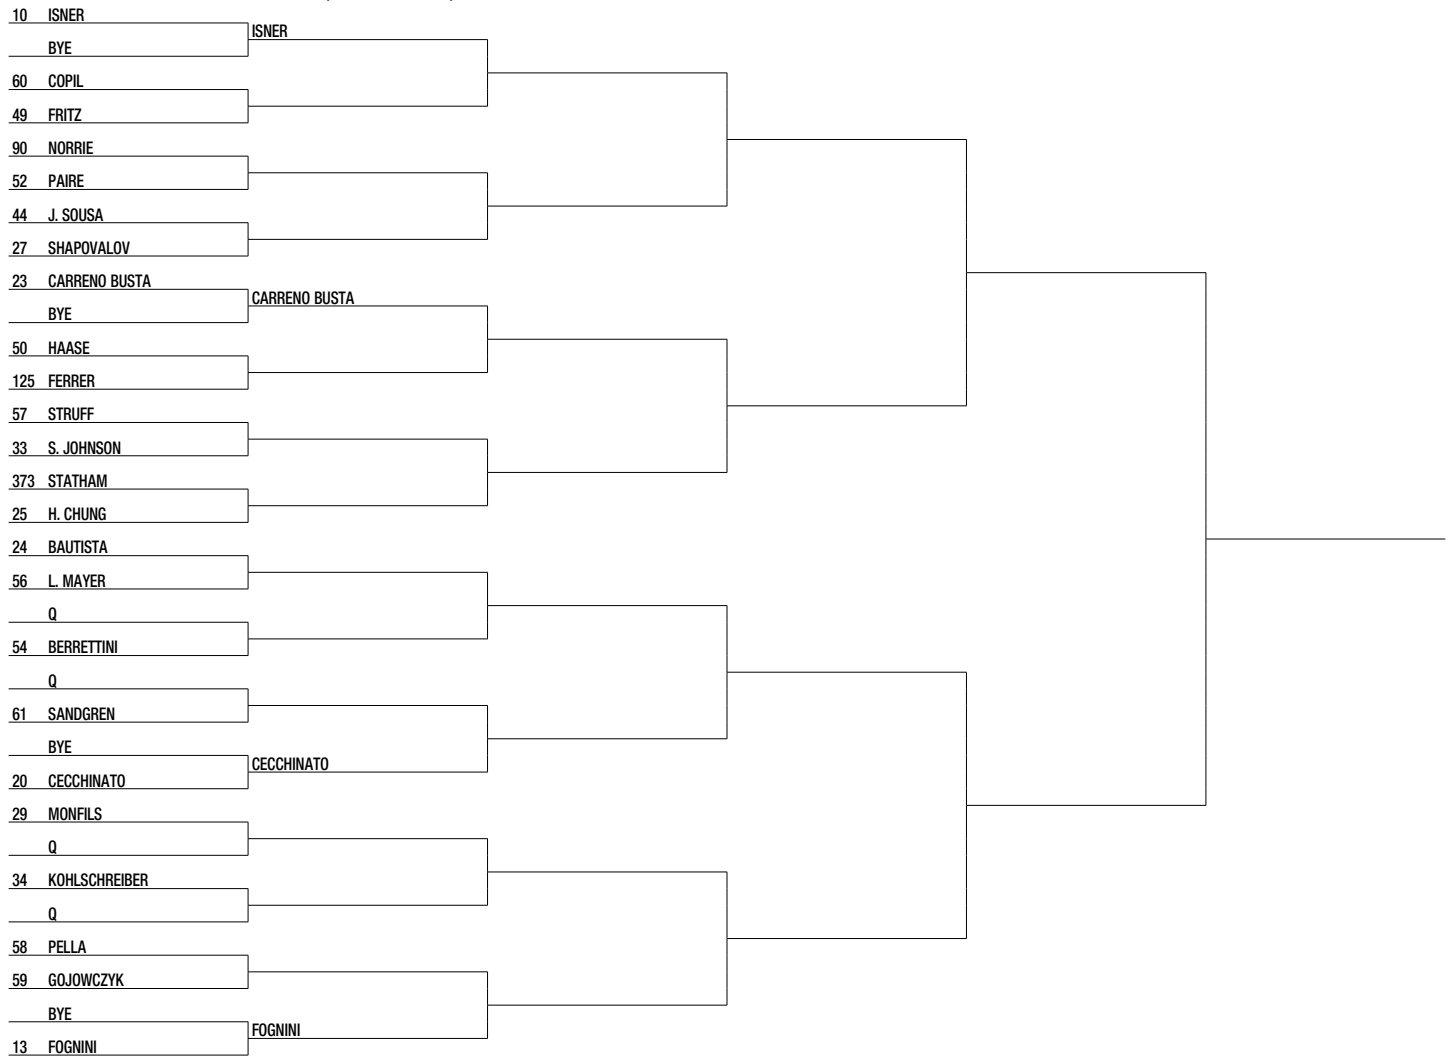 10 ISNER
ISNER
BYE
60 COPIL
49 FRITZ
90 NORRIE
52 PAIRE
44 J. SOUSA
27 SHAPOVALOV
23 CARRENO BUSTA
CARRENO BUSTA
BYE
50 HAASE
125 FERRER
57 STRUFF
33 S. JOHNSON
373 STATHAM
25 H. CHUNG
24 BAUTISTA
56 L. MAYER
Q
54 BERRETTINI
Q
61 SANDGREN
BYE
CECCHINATO
20 CECCHINATO
29 MONFILS
Q
34 KOHLSCHREIBER
Q
58 PELLA
59 GOJOWCZYK
BYE
FOGNINI
13 FOGNINI